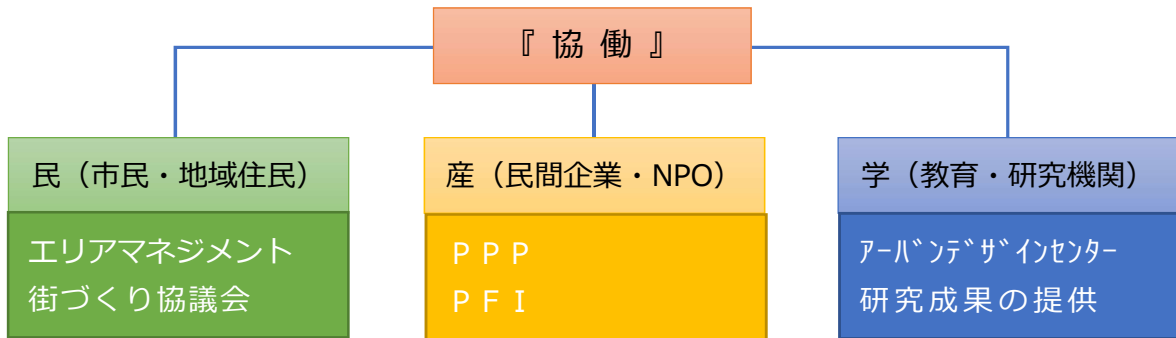 『 協 働 』
民（市民・地域住民）
エリアマネジメント
街づくり協議会
産（民間企業・NPO）
ＰＰＰ
ＰＦＩ
学（教育・研究機関）
ｱｰﾊﾞﾝﾃﾞｻﾞｲﾝｾﾝﾀｰ
研究成果の提供